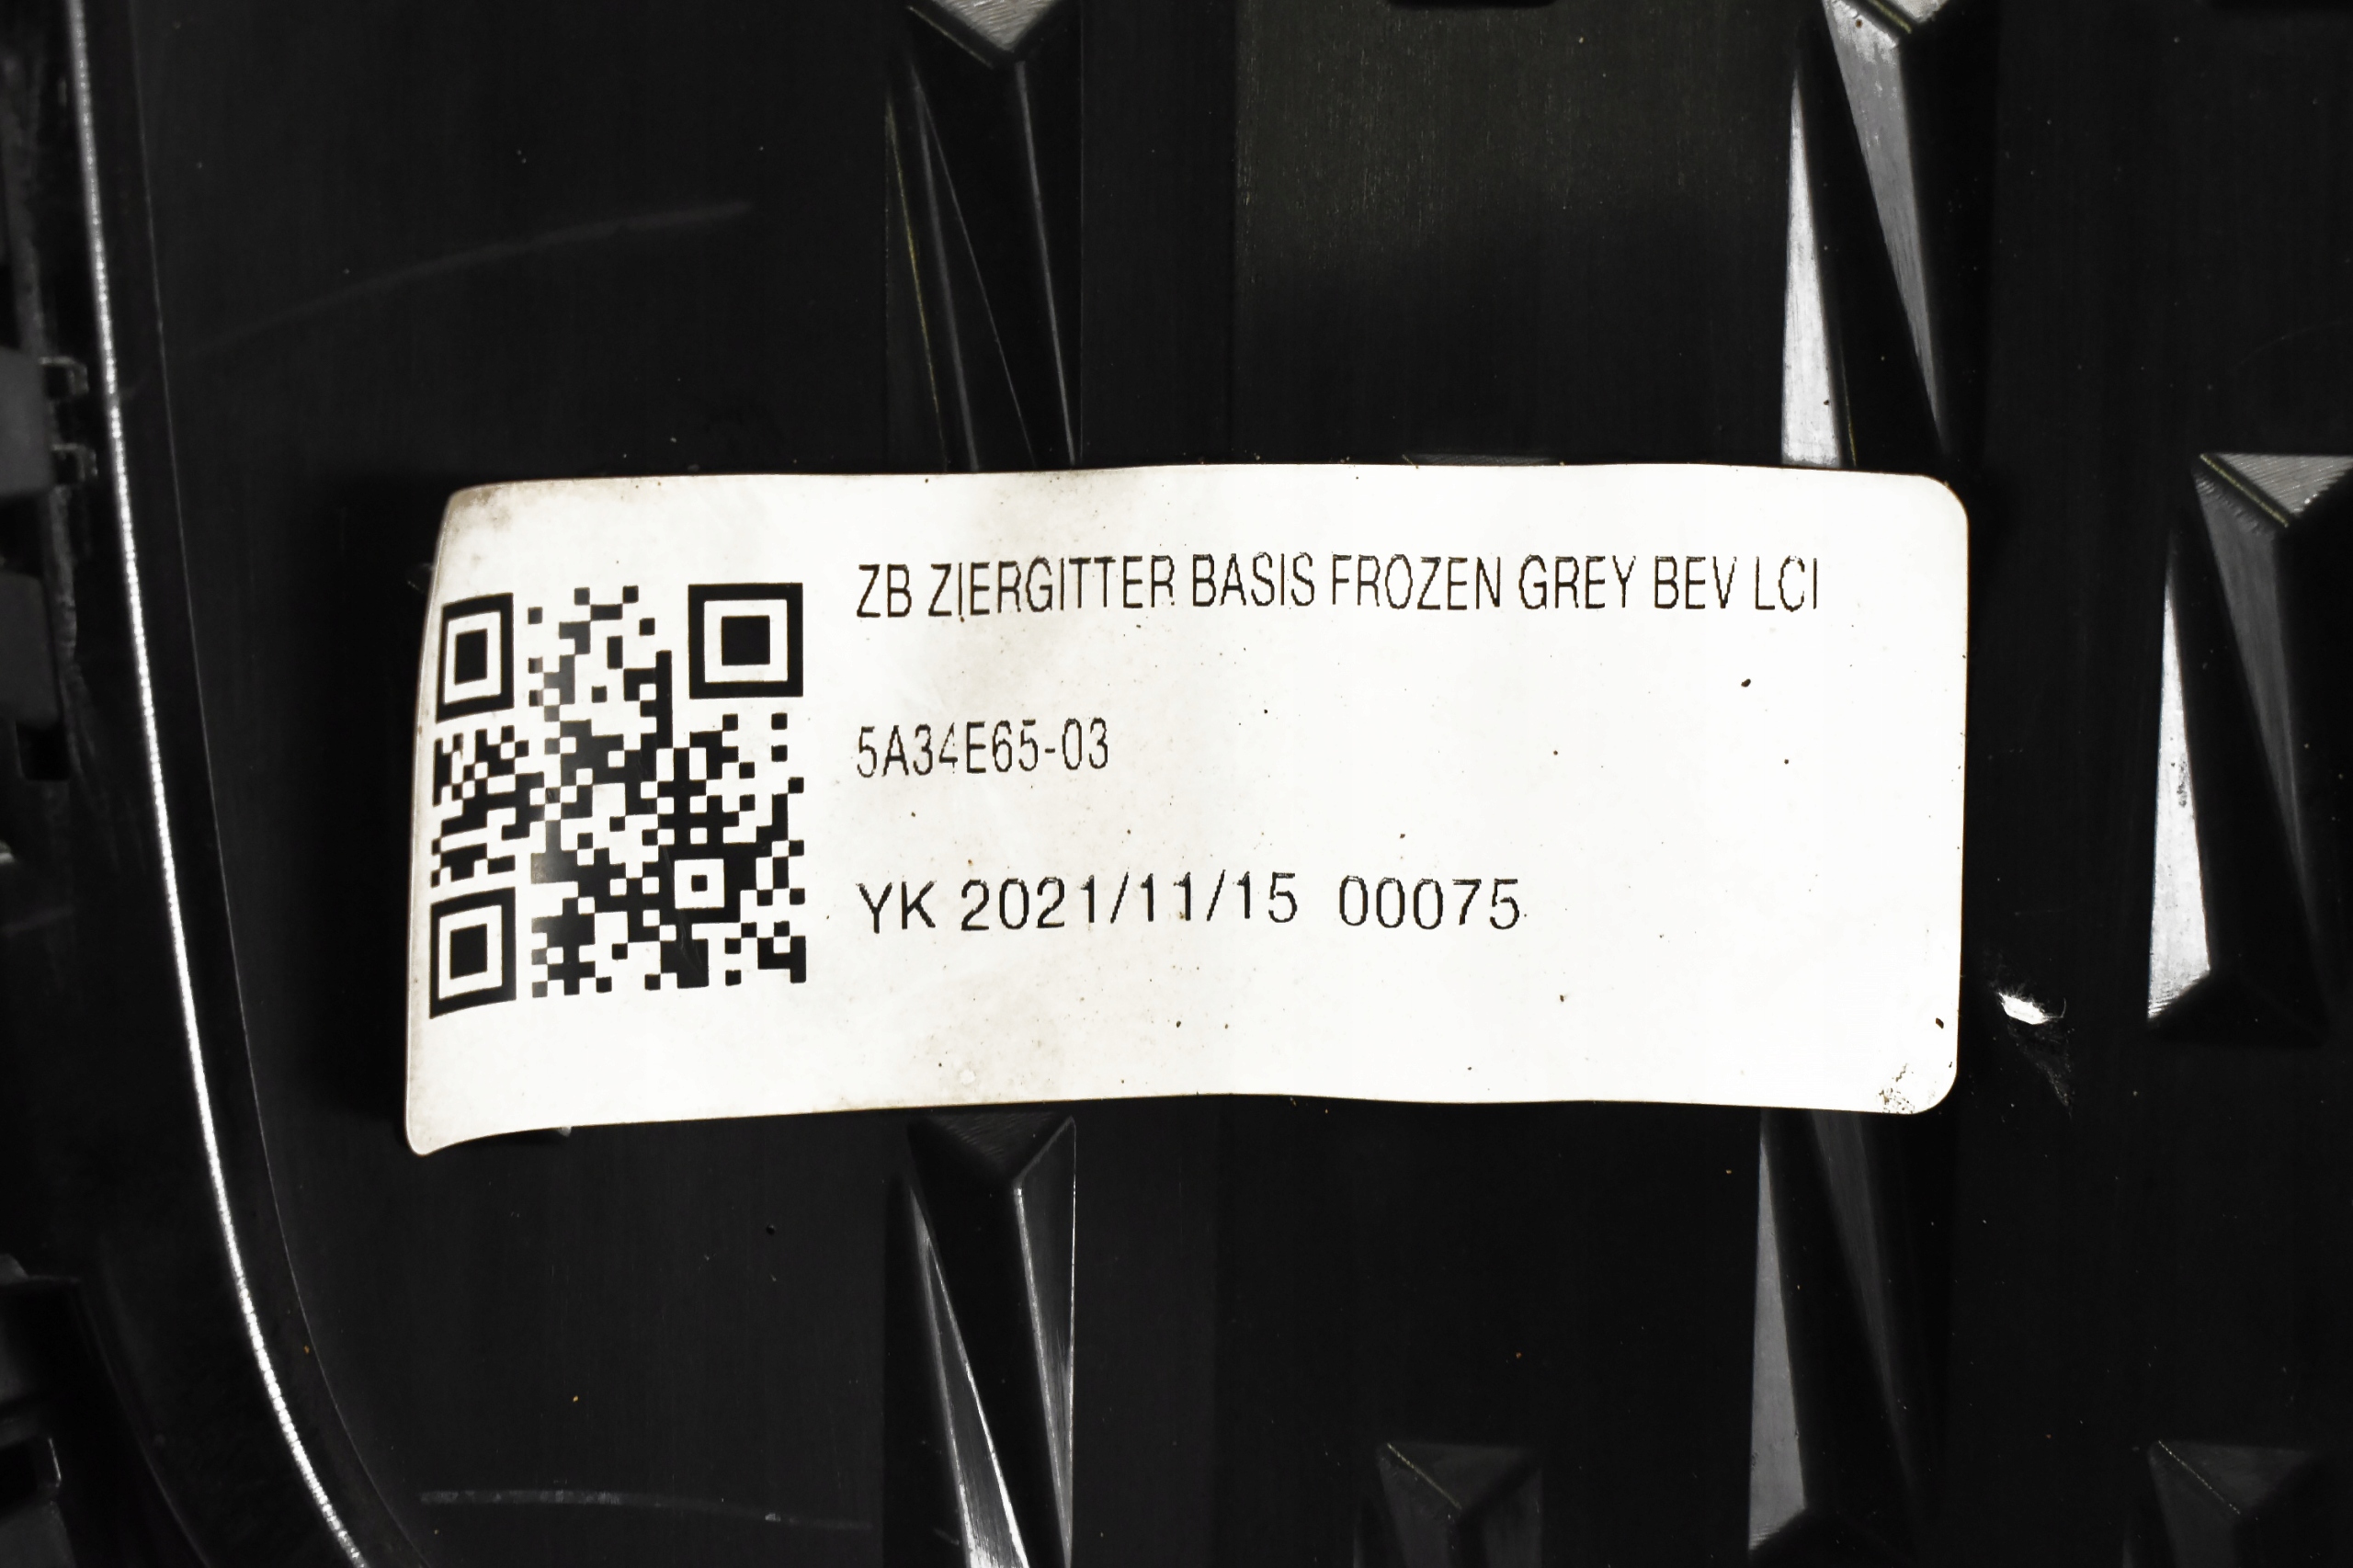 ZB ZIERGITTER BASIS FROZEN GREY BEV LCI
5A34E65-03
YK 2021/11/15 00075